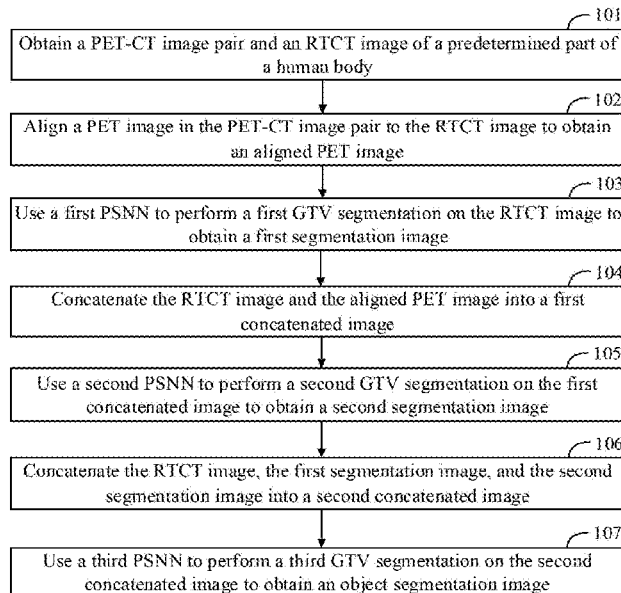 101
Obtain a PET-CT image pair and an RTCT image of a predetermined part of
a human body
102
Align a PET image in the PET-CT image pair to the RTCT image to obtain
an aligned PET image
103
Use a first PSNN to perform a first GTV segmentation on the RTCT image to
obtain a first segmentation image
104
Concatenate the RTCT image and the aligned PET image into a first
concatenated image
105
Use a second PSNN to perform a second GTV segmentation on the first
concatenated image to obtain a second segmentation image
106
Concatenate the RTCT image, the first segmentation image, and the second
segmentation image into a second concatenated image
107
Use a third PSNN to perform a third GTV segmentation on the second
concatenated image to obtain an object segmentation image